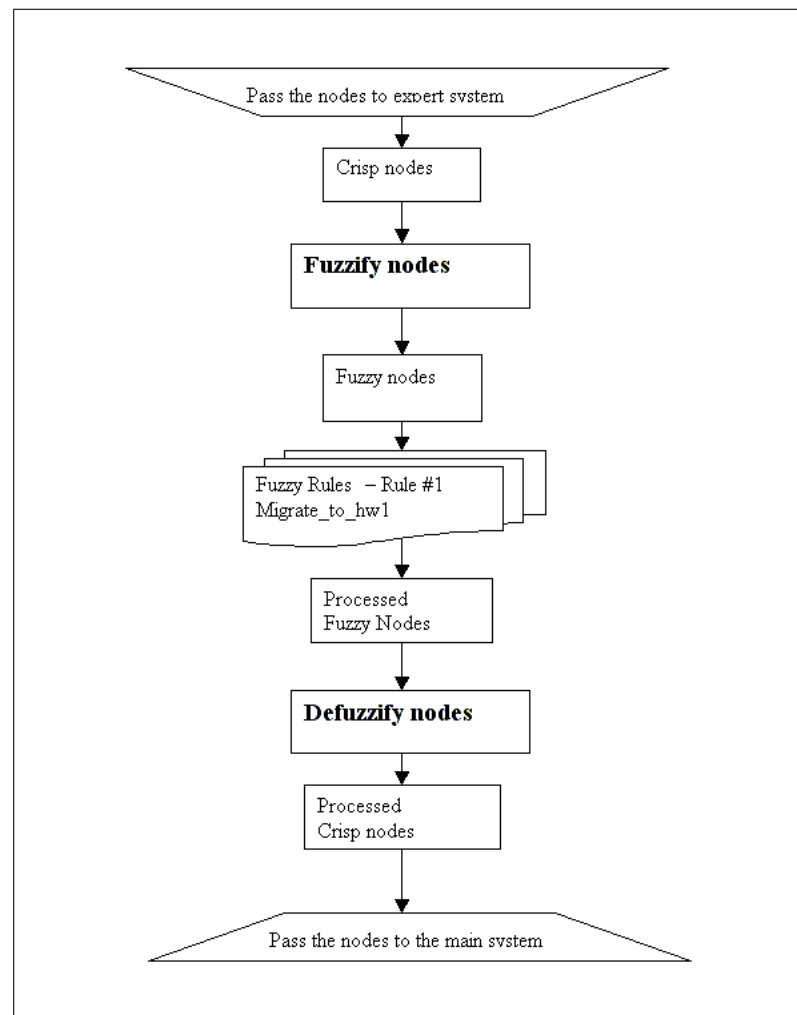 Pass the nodes to expert system
Crisp nodes
Fuzzify nodes
Fuzzy nodes
Fuzzy Rules – Rule #1
Migrate_to_hw1
Processed
Fuzzy Nodes
Defuzzify nodes
Processed
Crisp nodes
Pass the nodes to the main system